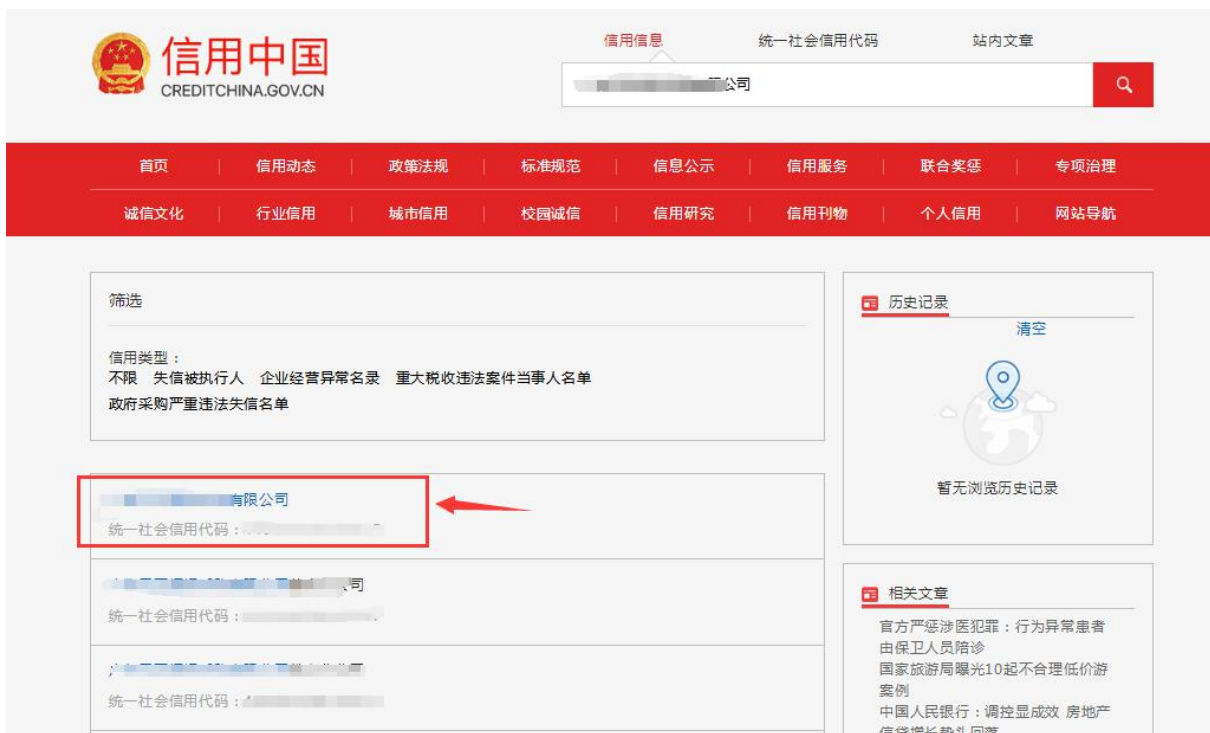 信用信息 统一社会信用代码 站内文章
信用中国
CREDITCHINA.GOV.CN
公司
首页 信用动态 政策法规 标准规范 信息公示 信用服务 联合奖惩 专项治理
诚信文化 行业信用 城市信用 校园诚信 信用研究 信用刊物 个人信用 网站导航
筛选
信用类型：
不限 失信被执行人 企业经营异常名录 重大税收违法案件当事人名单
政府采购严重违法失信名单
有限公司
统一社会信用代码：
司
统一社会信用代码：
统一社会信用代码：
历史记录
清空
暂无浏览历史记录
相关文章
官方严惩涉医犯罪：行为异常患者
由保卫人员陪诊
国家旅游局曝光10起不合理低价游
案例
中国人民银行：调控显成效 房地产
信贷增长势头回落